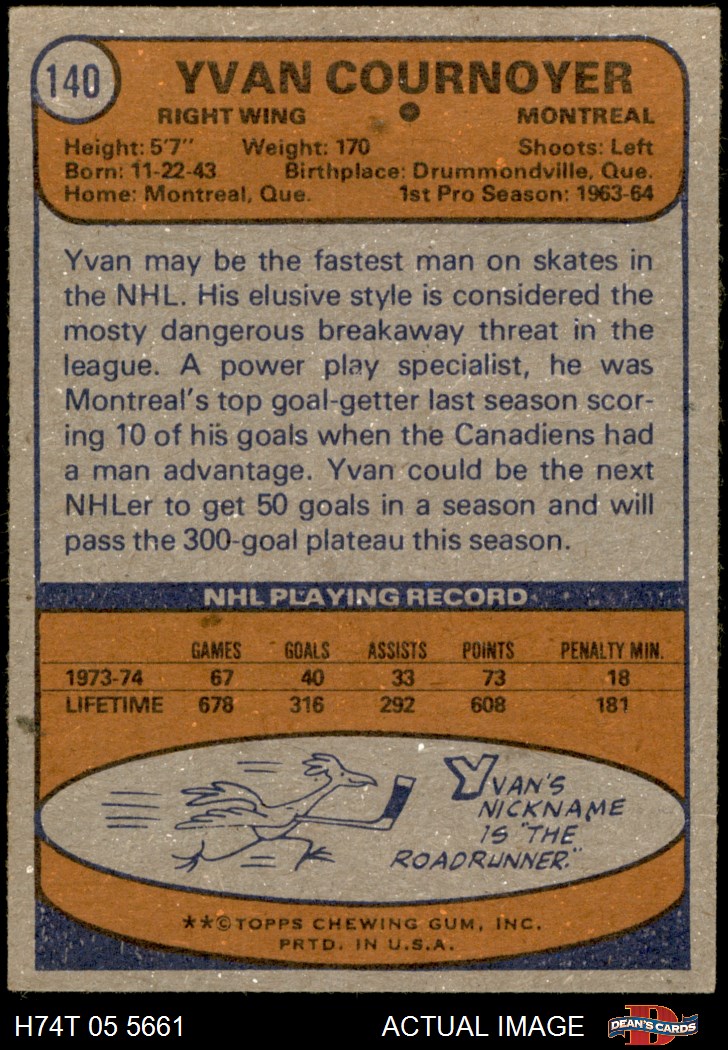 140
YVAN COURNOYER
RIGHT WING MONTREAL
Height: 5'7" Weight: 170 Shoots: Left
Born: 11-22-43 Birthplace: Drummondville, Que.
Home: Montreal, Que. 1st Pro Season: 1963-64
Yvan may be the fastest man on skates in
the NHL. His elusive style is considered the
mosty dangerous breakaway threat in the
league. A power play specialist, he was
Montreal's top goal-getter last season scor-
ing 10 of his goals when the Canadiens had
a man advantage. Yvan could be the next
NHLer to get 50 goals in a season and will
pass the 300-goal plateau this season.
NHL PLAYING RECORD
GAMES GOALS ASSISTS POINTS PENALTY MIN.
1973-74 67 40 33 73 18
LIFETIME 678 316 292 608 181
YVAN'S
NICKNAME
IS "THE
ROADRUNNER."
**©TOPPS CHEWING GUM, INC.
PRTD. IN U.S.A.
H74T 05 5661 ACTUAL IMAGE DEAN'S CARDS